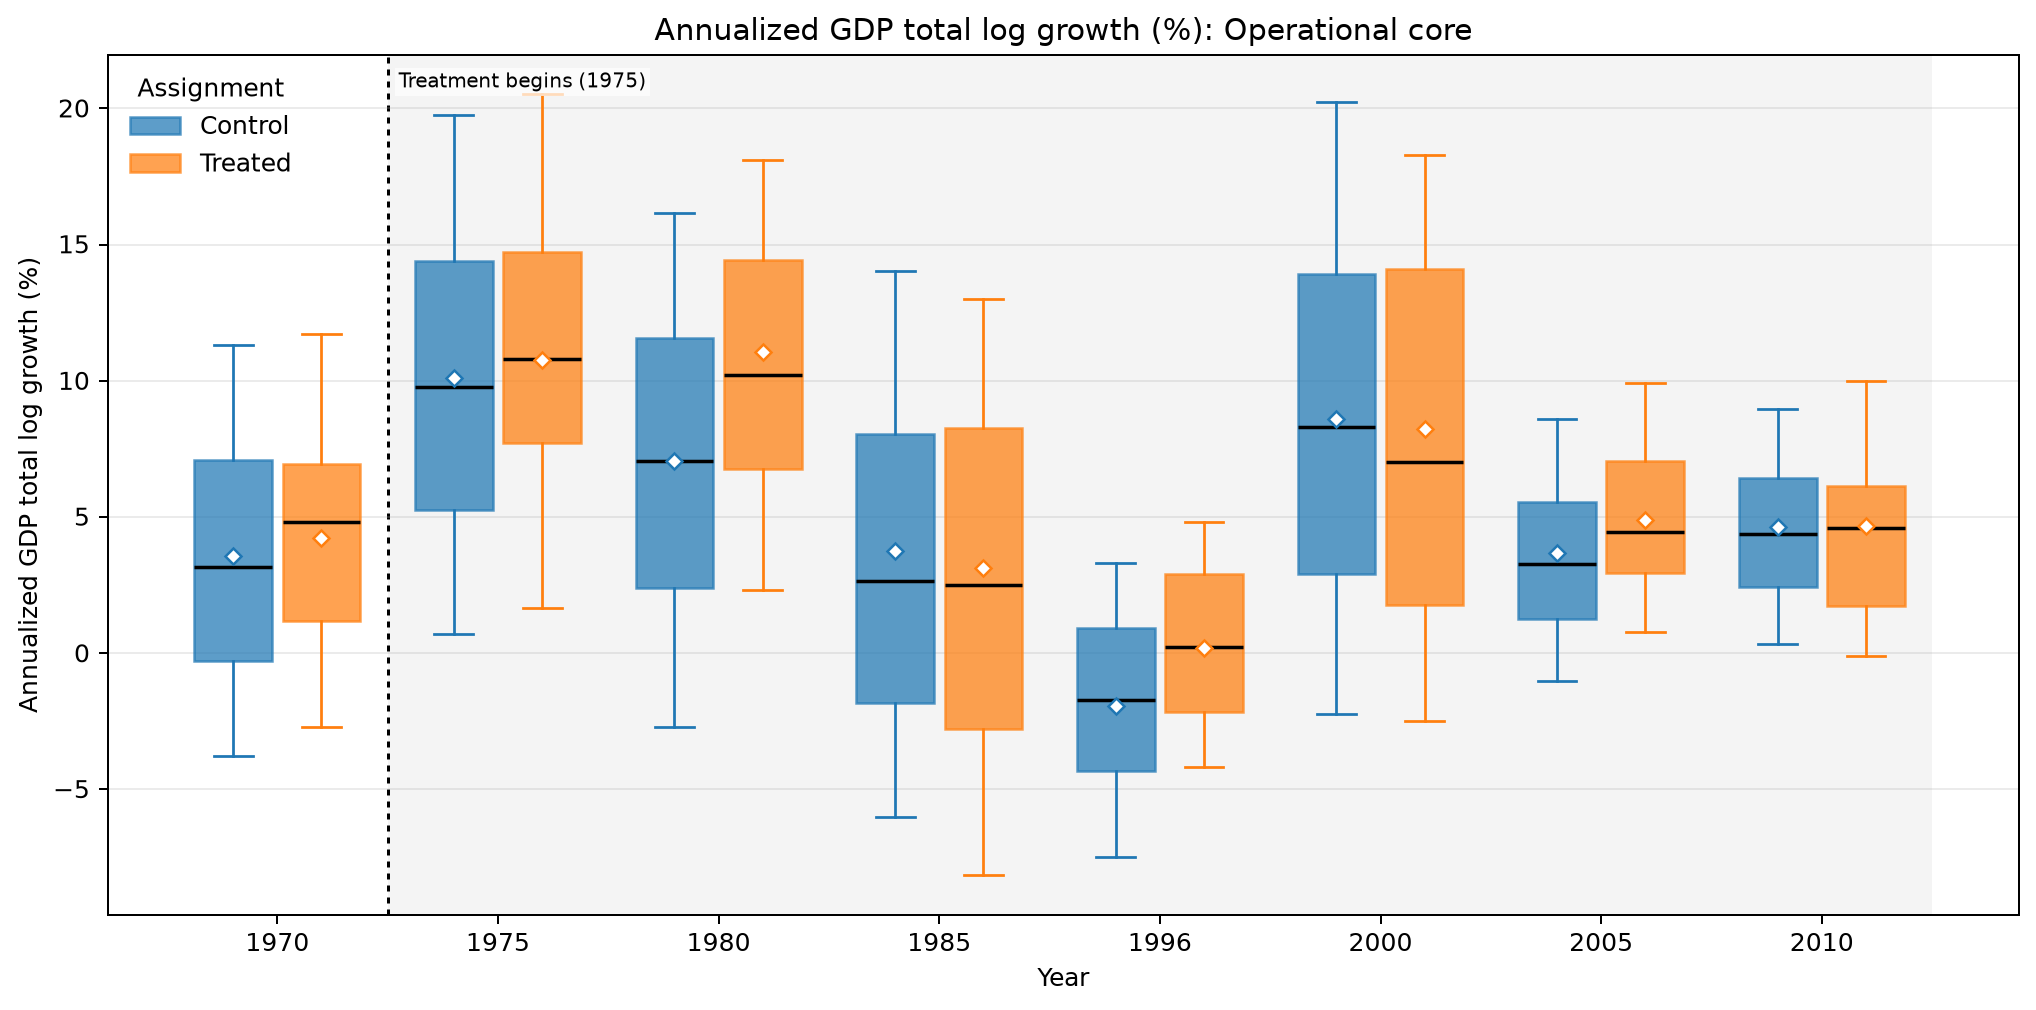 Annualized GDP total log growth (%): Operational core
Assignment
Control
Treated
Treatment begins (1975)
Annualized GDP total log growth (%)
20
15
10
5
0
−5
1970
1975
1980
1985
1996
2000
2005
2010
Year